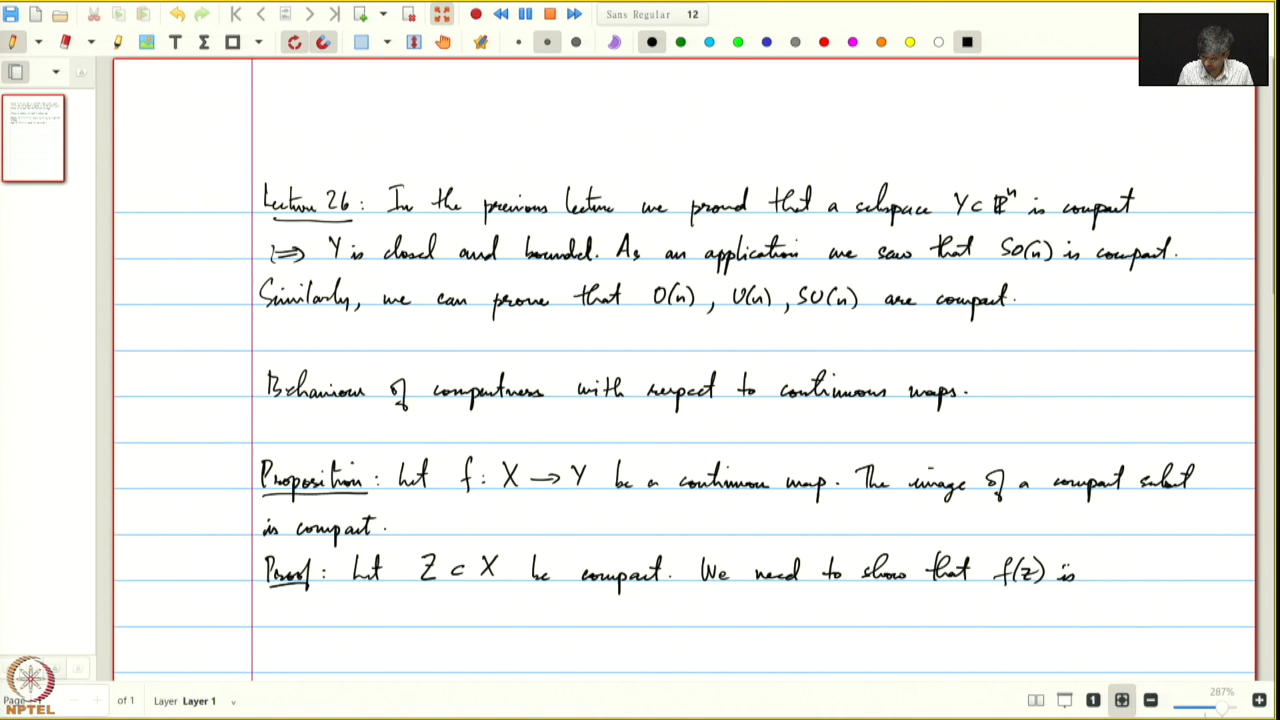 Sans Regular 12
Lecture 26 : In the previous lecture we proved that a subspace Y ⊂ ℝⁿ is compact
⟺ Y is closed and bounded. As an application we saw that SO(n) is compact.
Similarly, we can prove that O(n), U(n), SU(n) are compact.
Behaviour of compactness with respect to continuous maps.
Proposition : Let f : X → Y be a continuous map. The image of a compact subset
is compact.
Proof : Let Z ⊂ X be compact. We need to show that f(Z) is
Page
of 1
Layer Layer 1
287%
NPTEL